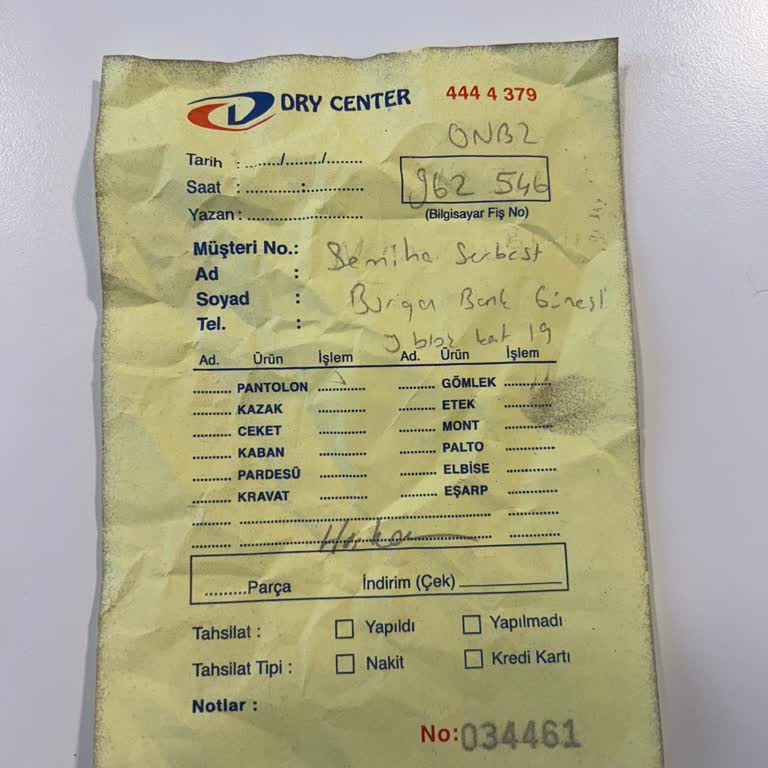 DRY CENTER 444 4 379
ONB2
Tarih : ....../......../........
Saat : ............:..............
962 546
Yazan : ............................
(Bilgisayar Fiş No)
Müşteri No.: Semiha Serbest
Ad :
Soyad : Burgan Bank Güneşli
Tel. : J blok kat 19
Ad. Ürün İşlem Ad. Ürün İşlem
......... PANTOLON ............ ......... GÖMLEK ............
......... KAZAK ............ ......... ETEK ............
......... CEKET ............ ......... MONT ............
......... KABAN ............ ......... PALTO ............
......... PARDESÜ ............ ......... ELBİSE ............
......... KRAVAT ............ ......... EŞARP ............
.........Parça İndirim (Çek)
Tahsilat : Yapıldı Yapılmadı
Tahsilat Tipi : Nakit Kredi Kartı
Notlar :
No:034461